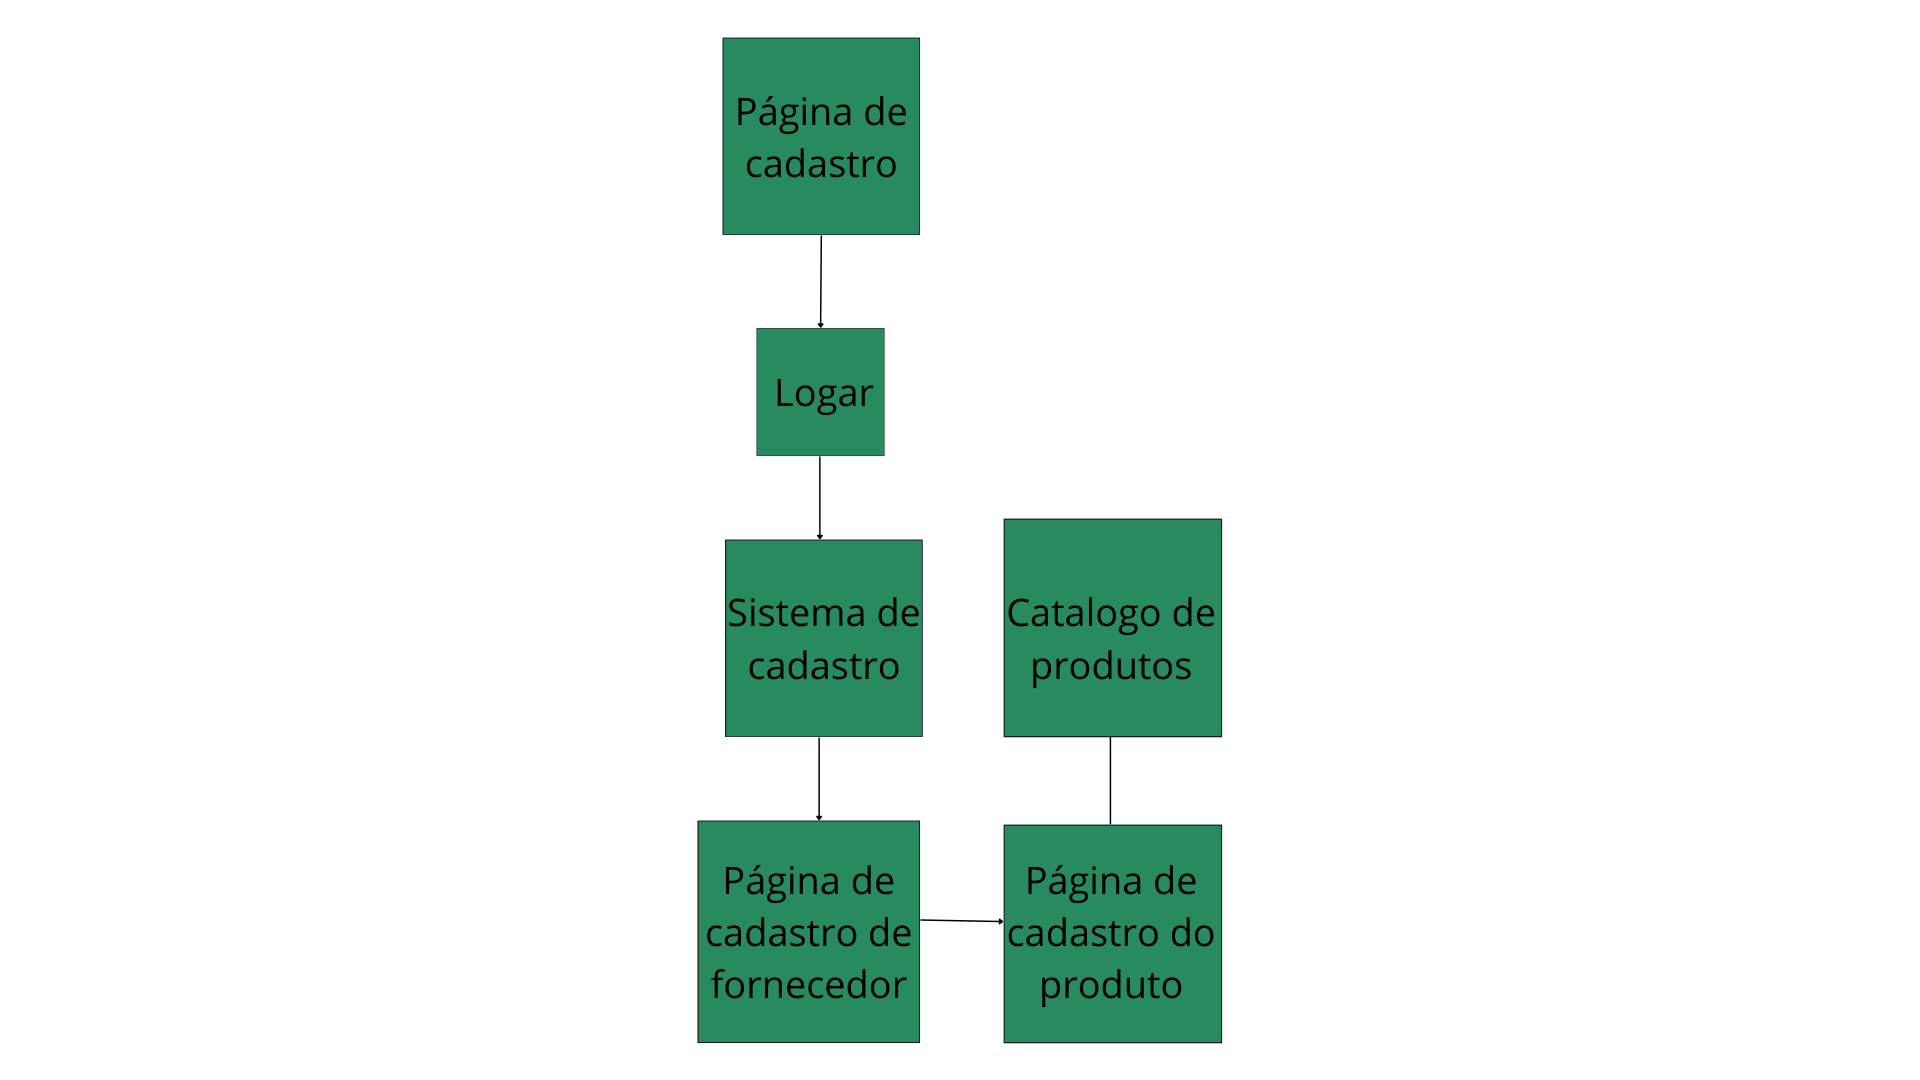 Página de
cadastro
Logar
Sistema de
cadastro
Catalogo de
produtos
Página de
cadastro de
fornecedor
Página de
cadastro do
produto